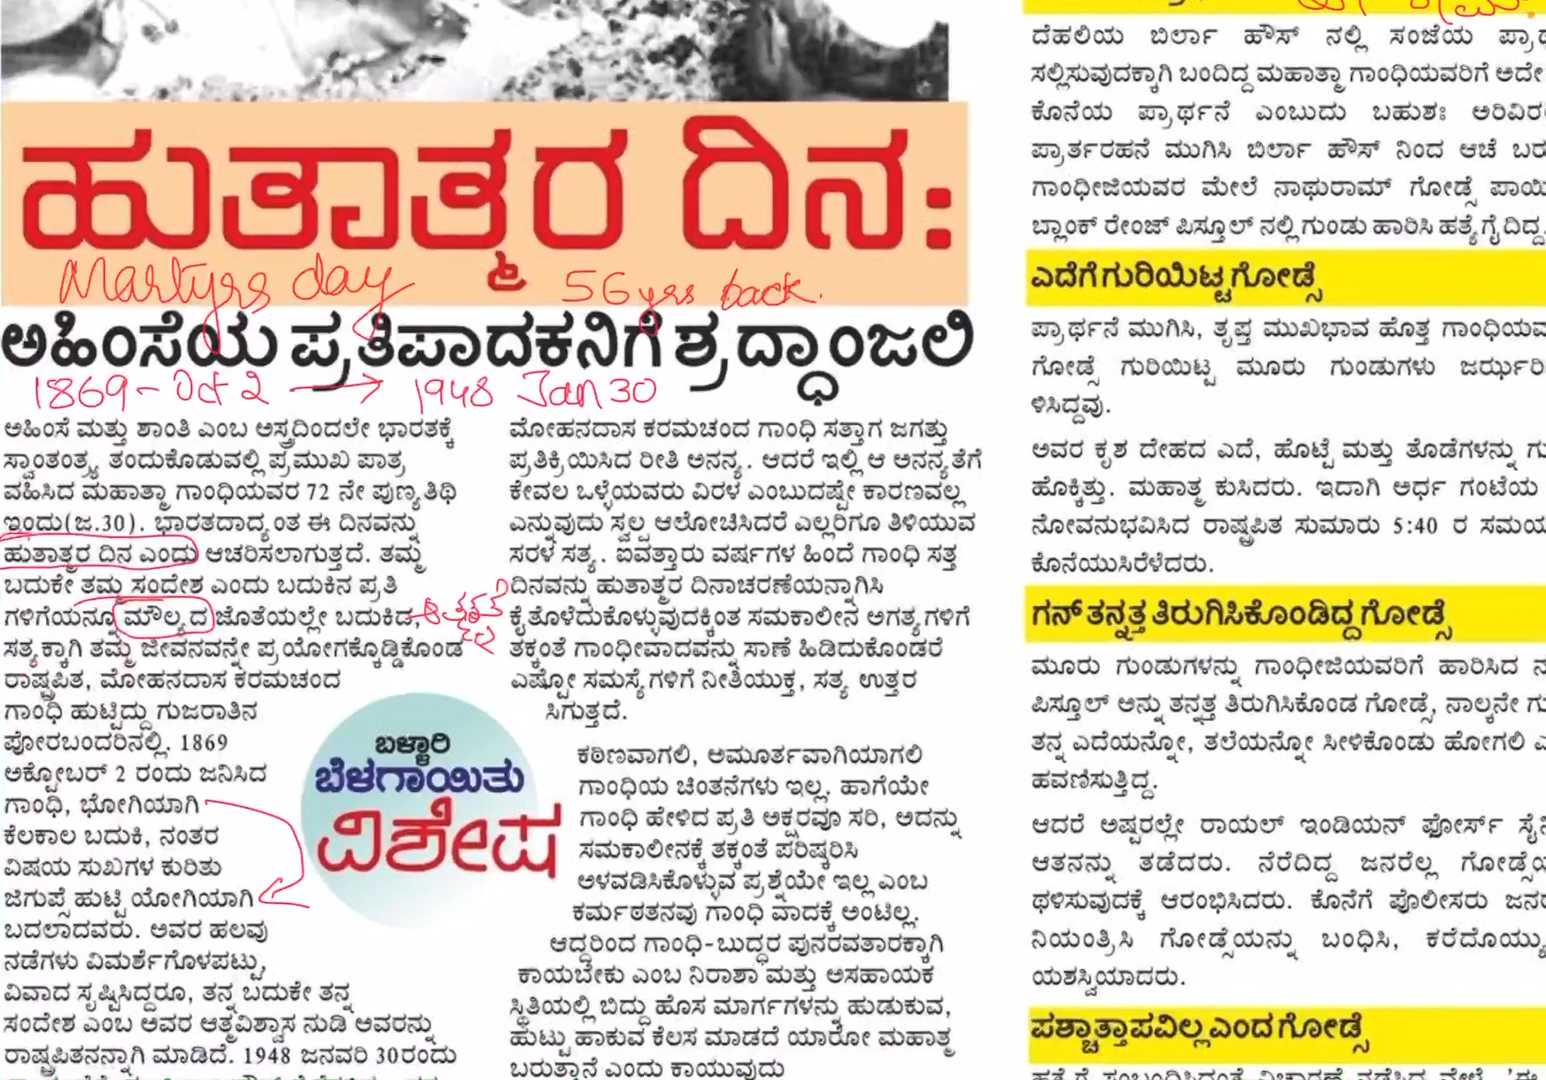 ಹುತಾತ್ಮರ ದಿನ:
Martyrs day 56 yrs back.
ಅಹಿಂಸೆಯ ಪ್ರತಿಪಾದಕನಿಗೆ ಶ್ರದ್ಧಾಂಜಲಿ
1869 - Oct 2 → 1948 Jan 30
ಅಹಿಂಸೆ ಮತ್ತು ಶಾಂತಿ ಎಂಬ ಅಸ್ತ್ರದಿಂದಲೇ ಭಾರತಕ್ಕೆ
ಸ್ವಾಂತಂತ್ರ್ಯ ತಂದುಕೊಡುವಲ್ಲಿ ಪ್ರಮುಖ ಪಾತ್ರ
ವಹಿಸಿದ ಮಹಾತ್ಮಾ ಗಾಂಧಿಯವರ 72 ನೇ ಪುಣ್ಯತಿಥಿ
ಇಂದು(ಜ.30). ಭಾರತದಾದ್ಯಂತ ಈ ದಿನವನ್ನು
ಹುತಾತ್ಮರ ದಿನ ಎಂದು ಆಚರಿಸಲಾಗುತ್ತದೆ. ತಮ್ಮ
ಬದುಕೇ ತಮ್ಮ ಸಂದೇಶ ಎಂದು ಬದುಕಿನ ಪ್ರತಿ
ಗಳಿಗೆಯನ್ನೂ ಮೌಲ್ಯದ ಜೊತೆಯಲ್ಲೇ ಬದುಕಿಡ,
ಸತ್ಯಕ್ಕಾಗಿ ತಮ್ಮ ಜೀವನವನ್ನೇ ಪ್ರಯೋಗಕ್ಕೊಡ್ಡಿಕೊಂಡ
ರಾಷ್ಟ್ರಪಿತ, ಮೋಹನದಾಸ ಕರಮಚಂದ
ಗಾಂಧಿ ಹುಟ್ಟಿದ್ದು ಗುಜರಾತಿನ
ಪೋರಬಂದರಿನಲ್ಲಿ. 1869
ಅಕ್ಟೋಬರ್ 2 ರಂದು ಜನಿಸಿದ
ಗಾಂಧಿ, ಭೋಗಿಯಾಗಿ
ಕೆಲಕಾಲ ಬದುಕಿ, ನಂತರ
ವಿಷಯ ಸುಖಗಳ ಕುರಿತು
ಜಿಗುಪ್ಸೆ ಹುಟ್ಟಿ ಯೋಗಿಯಾಗಿ
ಬದಲಾದವರು. ಅವರ ಹಲವು
ನಡೆಗಳು ವಿಮರ್ಶೆಗೊಳಪಟ್ಟು,
ವಿವಾದ ಸೃಷ್ಟಿಸಿದ್ದರೂ, ತನ್ನ ಬದುಕೇ ತನ್ನ
ಸಂದೇಶ ಎಂಬ ಅವರ ಆತ್ಮವಿಶ್ವಾಸ ನುಡಿ ಅವರನ್ನು
ರಾಷ್ಟ್ರಪಿತನನ್ನಾಗಿ ಮಾಡಿದೆ. 1948 ಜನವರಿ 30ರಂದು
ಬಳ್ಳಾರಿ
ಬೆಳಗಾಯಿತು
ವಿಶೇಷ
ಮೋಹನದಾಸ ಕರಮಚಂದ ಗಾಂಧಿ ಸತ್ತಾಗ ಜಗತ್ತು
ಪ್ರತಿಕ್ರಿಯಿಸಿದ ರೀತಿ ಅನನ್ಯ. ಆದರೆ ಇಲ್ಲಿ ಆ ಅನನ್ಯತೆಗೆ
ಕೇವಲ ಒಳ್ಳೆಯವರು ವಿರಳ ಎಂಬುದಷ್ಟೇ ಕಾರಣವಲ್ಲ
ಎನ್ನುವುದು ಸ್ವಲ್ಪ ಆಲೋಚಿಸಿದರೆ ಎಲ್ಲರಿಗೂ ತಿಳಿಯುವ
ಸರಳ ಸತ್ಯ. ಐವತ್ತಾರು ವರ್ಷಗಳ ಹಿಂದೆ ಗಾಂಧಿ ಸತ್ತ
ದಿನವನ್ನು ಹುತಾತ್ಮರ ದಿನಾಚರಣೆಯನ್ನಾಗಿಸಿ
ಕೈತೊಳೆದುಕೊಳ್ಳುವುದಕ್ಕಿಂತ ಸಮಕಾಲೀನ ಅಗತ್ಯಗಳಿಗೆ
ತಕ್ಕಂತೆ ಗಾಂಧೀವಾದವನ್ನು ಸಾಣೆ ಹಿಡಿದುಕೊಂಡರೆ
ಎಷ್ಟೋ ಸಮಸ್ಯೆಗಳಿಗೆ ನೀತಿಯುಕ್ತ, ಸತ್ಯ ಉತ್ತರ
ಸಿಗುತ್ತದೆ.
ಕಠಿಣವಾಗಲಿ, ಅಮೂರ್ತವಾಗಿಯಾಗಲಿ
ಗಾಂಧಿಯ ಚಿಂತನೆಗಳು ಇಲ್ಲ. ಹಾಗೆಯೇ
ಗಾಂಧಿ ಹೇಳಿದ ಪ್ರತಿ ಅಕ್ಷರವೂ ಸರಿ, ಅದನ್ನು
ಸಮಕಾಲೀನಕ್ಕೆ ತಕ್ಕಂತೆ ಪರಿಷ್ಕರಿಸಿ
ಅಳವಡಿಸಿಕೊಳ್ಳುವ ಪ್ರಶ್ನೆಯೇ ಇಲ್ಲ ಎಂಬ
ಕರ್ಮಠತನವು ಗಾಂಧಿ ವಾದಕ್ಕೆ ಅಂಟಿಲ್ಲ.
ಆದ್ದರಿಂದ ಗಾಂಧಿ-ಬುದ್ಧರ ಪುನರವತಾರಕ್ಕಾಗಿ
ಕಾಯಬೇಕು ಎಂಬ ನಿರಾಶಾ ಮತ್ತು ಅಸಹಾಯಕ
ಸ್ಥಿತಿಯಲ್ಲಿ ಬಿದ್ದು ಹೊಸ ಮಾರ್ಗಗಳನ್ನು ಹುಡುಕುವ,
ಹುಟ್ಟುಹಾಕುವ ಕೆಲಸ ಮಾಡದೆ ಯಾರೋ ಮಹಾತ್ಮ
ಬರುತ್ತಾನೆ ಎಂದು ಕಾಯುವುದು
ದೆಹಲಿಯ ಬಿರ್ಲಾ ಹೌಸ್ ನಲ್ಲಿ ಸಂಜೆಯ
ಸಲ್ಲಿಸುವುದಕ್ಕಾಗಿ ಬಂದಿದ್ದ ಮಹಾತ್ಮಾ ಗಾಂಧಿಯವರಿಗೆ ಅದೇ
ಕೊನೆಯ ಪ್ರಾರ್ಥನೆ ಎಂಬುದು ಬಹುಶಃ
ಪ್ರಾರ್ತರಹನೆ ಮುಗಿಸಿ ಬಿರ್ಲಾ ಹೌಸ್ ನಿಂದ ಆಚೆ
ಗಾಂಧೀಜಿಯವರ ಮೇಲೆ ನಾಥುರಾಮ್ ಗೋಡ್ಸೆ
ಬ್ಲಾಂಕ್ ರೇಂಜ್ ಪಿಸ್ತೂಲ್ ನಲ್ಲಿ ಗುಂಡು ಹಾರಿಸಿ ಹತ್ಯೆಗೈದಿದ್ದ.
ಎದೆಗೆ ಗುರಿಯಿಟ್ಟ ಗೋಡ್ಸೆ
ಪ್ರಾರ್ಥನೆ ಮುಗಿಸಿ, ತೃಪ್ತ ಮುಖಭಾವ ಹೊತ್ತ
ಗೋಡ್ಸೆ ಗುರಿಯಿಟ್ಟ ಮೂರು ಗುಂಡುಗಳು
ಳಿಸಿದ್ದವು.
ಅವರ ಕೃಶ ದೇಹದ ಎದೆ, ಹೊಟ್ಟೆ ಮತ್ತು ತೊಡೆಗಳನ್ನು
ಹೊಕ್ಕಿತ್ತು. ಮಹಾತ್ಮ ಕುಸಿದರು. ಇದಾಗಿ ಅರ್ಧ ಗಂಟೆಯ
ನೋವನುಭವಿಸಿದ ರಾಷ್ಟ್ರಪಿತ ಸುಮಾರು 5:40 ರ
ಕೊನೆಯುಸಿರೆಳೆದರು.
ಗನ್ ತನ್ನತ್ತ ತಿರುಗಿಸಿಕೊಂಡಿದ್ದ ಗೋಡ್ಸೆ
ಮೂರು ಗುಂಡುಗಳನ್ನು ಗಾಂಧೀಜಿಯವರಿಗೆ ಹಾರಿಸಿದ
ಪಿಸ್ತೂಲ್ ಅನ್ನು ತನ್ನತ್ತ ತಿರುಗಿಸಿಕೊಂಡ ಗೋಡ್ಸೆ, ನಾಲ್ಕನೇ
ತನ್ನ ಎದೆಯನ್ನೋ, ತಲೆಯನ್ನೋ ಸೀಳಿಕೊಂಡು ಹೋಗಲಿ
ಹವಣಿಸುತ್ತಿದ್ದ.
ಆದರೆ ಅಷ್ಟರಲ್ಲೇ ರಾಯಲ್ ಇಂಡಿಯನ್ ಫೋರ್ಸ್
ಆತನನ್ನು ತಡೆದರು. ನೆರೆದಿದ್ದ ಜನರೆಲ್ಲ
ಥಳಿಸುವುದಕ್ಕೆ ಆರಂಭಿಸಿದರು. ಕೊನೆಗೆ ಪೊಲೀಸರು
ನಿಯಂತ್ರಿಸಿ ಗೋಡ್ಸೆಯನ್ನು ಬಂಧಿಸಿ,
ಯಶಸ್ವಿಯಾದರು.
ಪಶ್ಚಾತ್ತಾಪವಿಲ್ಲ ಎಂದ ಗೋಡ್ಸೆ